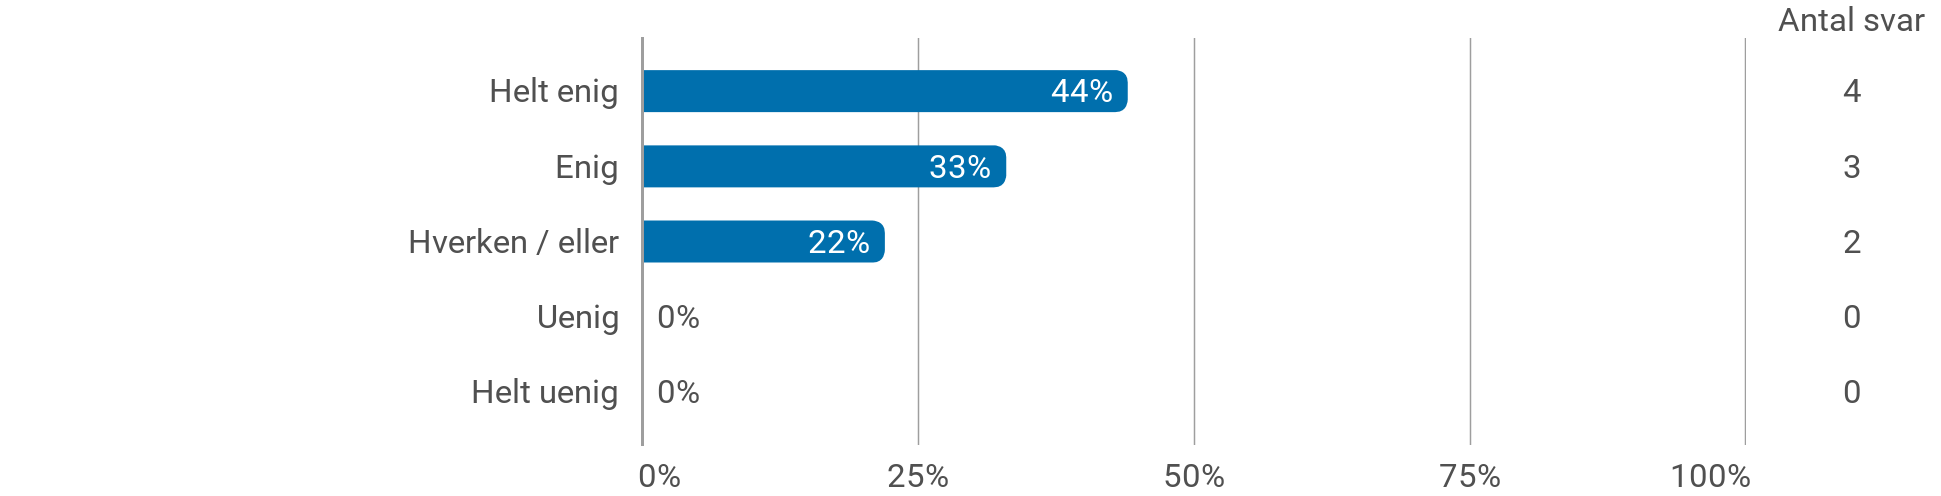 Antal svar
Helt enig 44% 4
Enig 33% 3
Hverken / eller 22% 2
Uenig 0% 0
Helt uenig 0% 0
0% 25% 50% 75% 100%